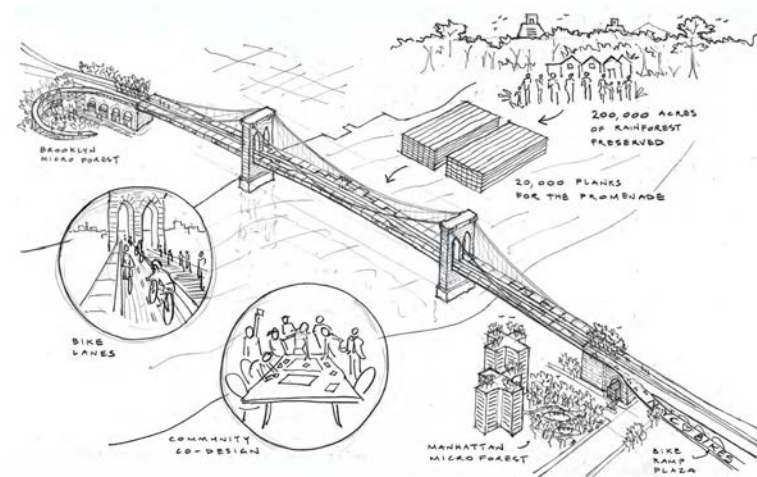 200,000 ACRES
OF RAINFOREST
PRESERVED
BROOKLYN
MICRO FOREST
20,000 PLANKS
FOR THE PROMENADE
BIKE
LANES
COMMUNITY
CO-DESIGN
MANHATTAN
MICRO FOREST
BIKE
RAMP
PLAZA